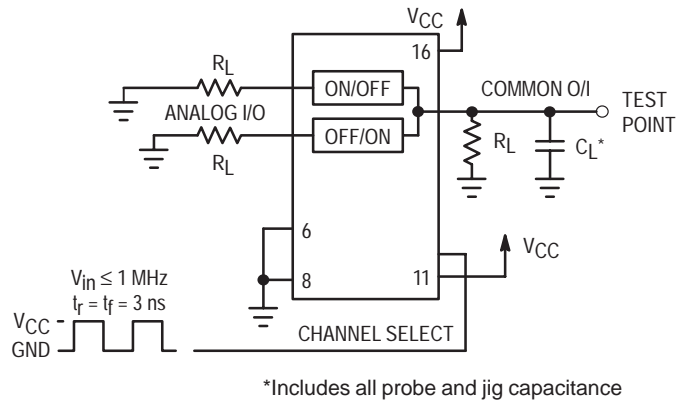 VCC
16
RL
ON/OFF
COMMON O/I
ANALOG I/O
TEST
POINT
OFF/ON
RL
RL
CL*
6
VCC
8
11
Vin ≤ 1 MHz
tr = tf = 3 ns
VCC
GND
CHANNEL SELECT
*Includes all probe and jig capacitance